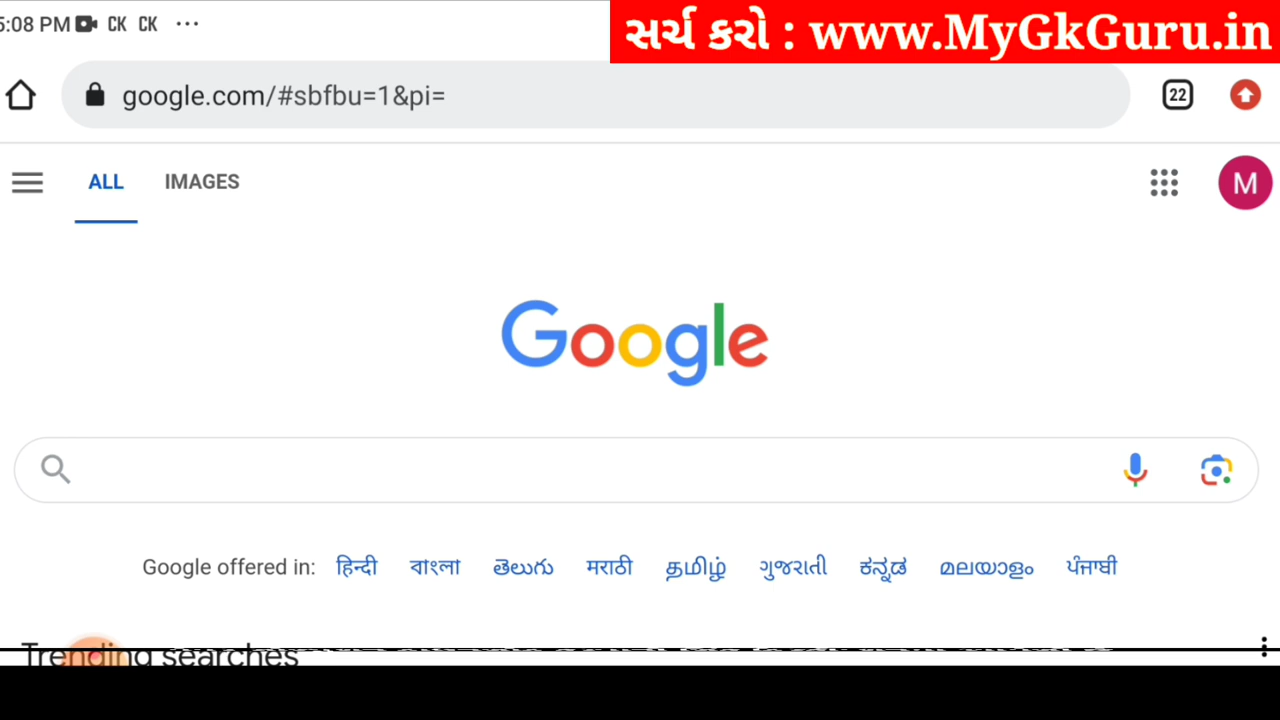 5:08 PM CK CK ...
સર્ચ કરો : www.MyGkGuru.in
google.com/#sbfbu=1&pi=
22
ALL IMAGES
M
Google
Google offered in: हिन्दी বাংলা తెలుగు मराठी தமிழ் ગુજરાતી ಕನ್ನಡ മലയാളം ਪੰਜਾਬੀ
Trending searches